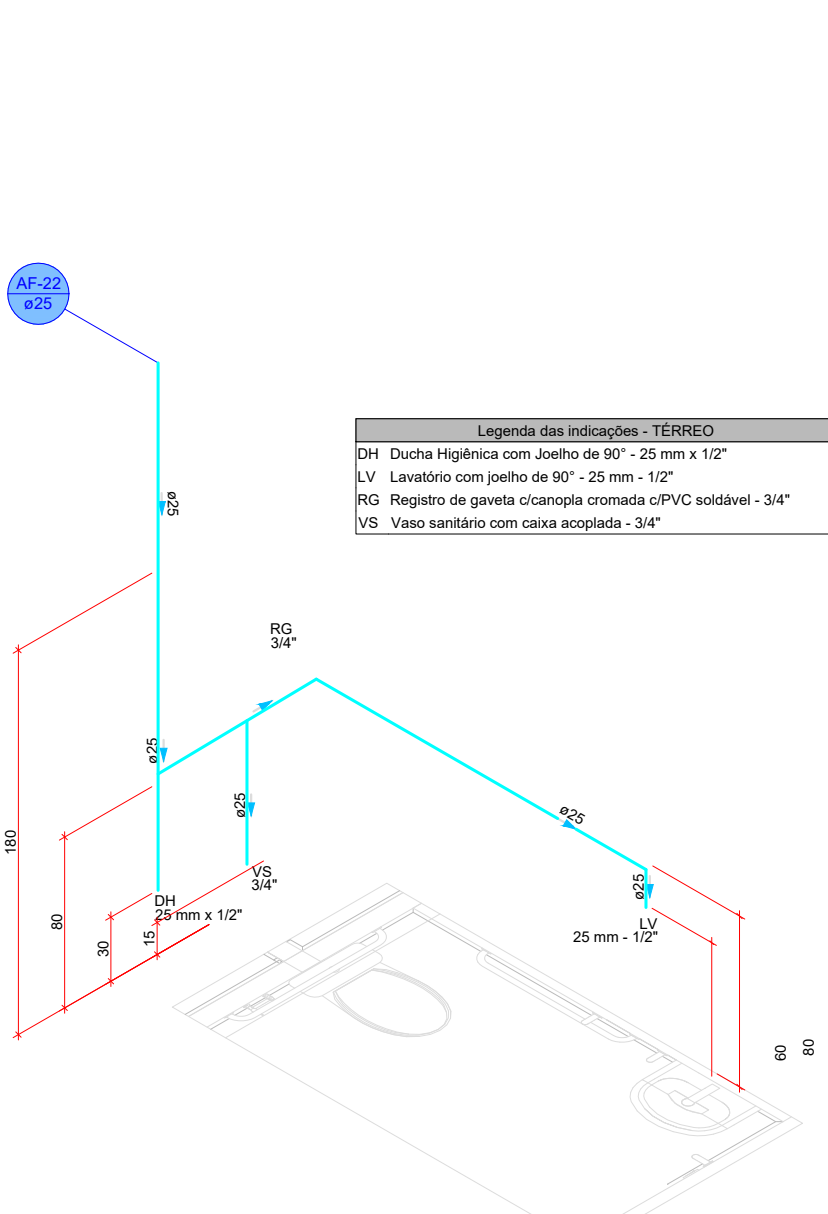 AF-22
ø25
Legenda das indicações - TÉRREO
DH Ducha Higiênica com Joelho de 90° - 25 mm x 1/2"
LV Lavatório com joelho de 90° - 25 mm - 1/2"
RG Registro de gaveta c/canopla cromada c/PVC soldável - 3/4"
VS Vaso sanitário com caixa acoplada - 3/4"
ø25
RG
3/4"
ø25
ø25
ø25
180
80
30
15
VS
3/4"
DH
25 mm x 1/2"
ø25
LV
25 mm - 1/2"
60
80